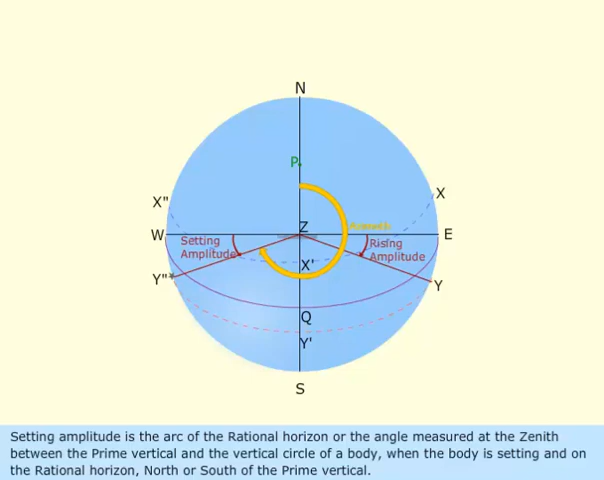 N
P
X"
X
Z
W
E
Setting
Amplitude
Rising
Amplitude
X'
Y"
Y
Q
Y'
S
Setting amplitude is the arc of the Rational horizon or the angle measured at the Zenith
between the Prime vertical and the vertical circle of a body, when the body is setting and on
the Rational horizon, North or South of the Prime vertical.